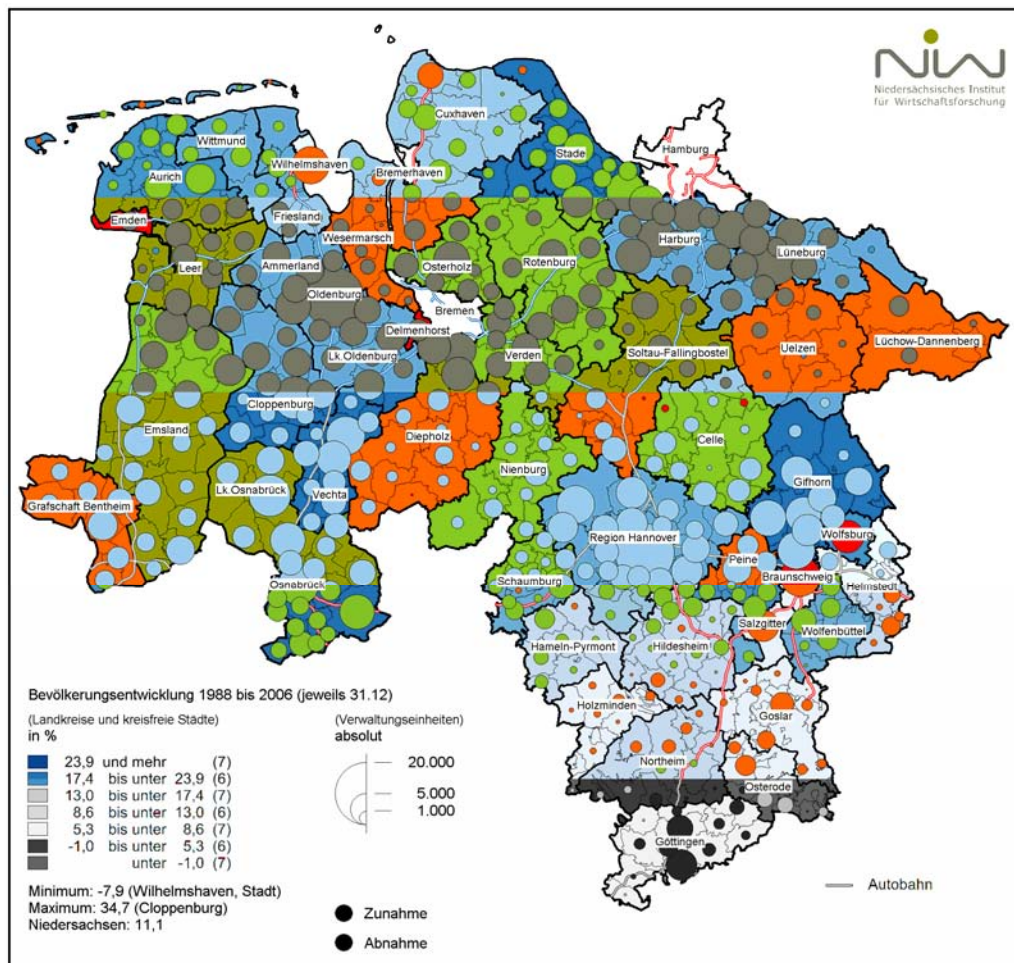 NIW
Niedersächsisches Institut
für Wirtschaftsforschung
Cuxhaven
Wittmund
Stade
Hamburg
Wilhelmshaven
Bremerhaven
Aurich
Emden
Friesland
Wesermarsch
Harburg
Lüneburg
Leer
Ammerland
Osterholz
Rotenburg
Oldenburg
Bremen
Delmenhorst
Lk.Oldenburg
Verden
Soltau-Fallingbostel
Uelzen
Lüchow-Dannenberg
Cloppenburg
Emsland
Diepholz
Celle
Nienburg
Gifhorn
Lk.Osnabrück
Vechta
Grafschaft Bentheim
Region Hannover
Wolfsburg
Peine
Braunschweig
Osnabrück
Schaumburg
Helmstedt
Salzgitter
Wolfenbüttel
Hameln-Pyrmont
Hildesheim
Holzminden
Goslar
Northeim
Osterode
Göttingen
Bevölkerungsentwicklung 1988 bis 2006 (jeweils 31.12)
(Landkreise und kreisfreie Städte)
in %
23,9 und mehr (7)
17,4 bis unter 23,9 (6)
13,0 bis unter 17,4 (7)
8,6 bis unter 13,0 (6)
5,3 bis unter 8,6 (7)
-1,0 bis unter 5,3 (6)
unter -1,0 (7)
(Verwaltungseinheiten)
absolut
20.000
5.000
1.000
Minimum: -7,9 (Wilhelmshaven, Stadt)
Maximum: 34,7 (Cloppenburg)
Niedersachsen: 11,1
Zunahme
Abnahme
Autobahn